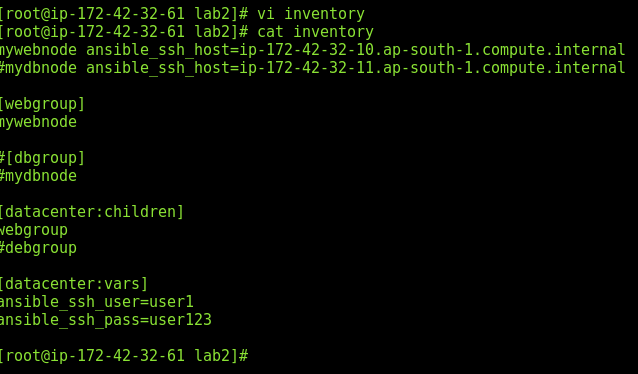 [root@ip-172-42-32-61 lab2]# vi inventory
[root@ip-172-42-32-61 lab2]# cat inventory
mywebnode ansible_ssh_host=ip-172-42-32-10.ap-south-1.compute.internal
#mydbnode ansible_ssh_host=ip-172-42-32-11.ap-south-1.compute.internal
[webgroup]
mywebnode
#[dbgroup]
#mydbnode
[datacenter:children]
webgroup
#debgroup
[datacenter:vars]
ansible_ssh_user=user1
ansible_ssh_pass=user123
[root@ip-172-42-32-61 lab2]#